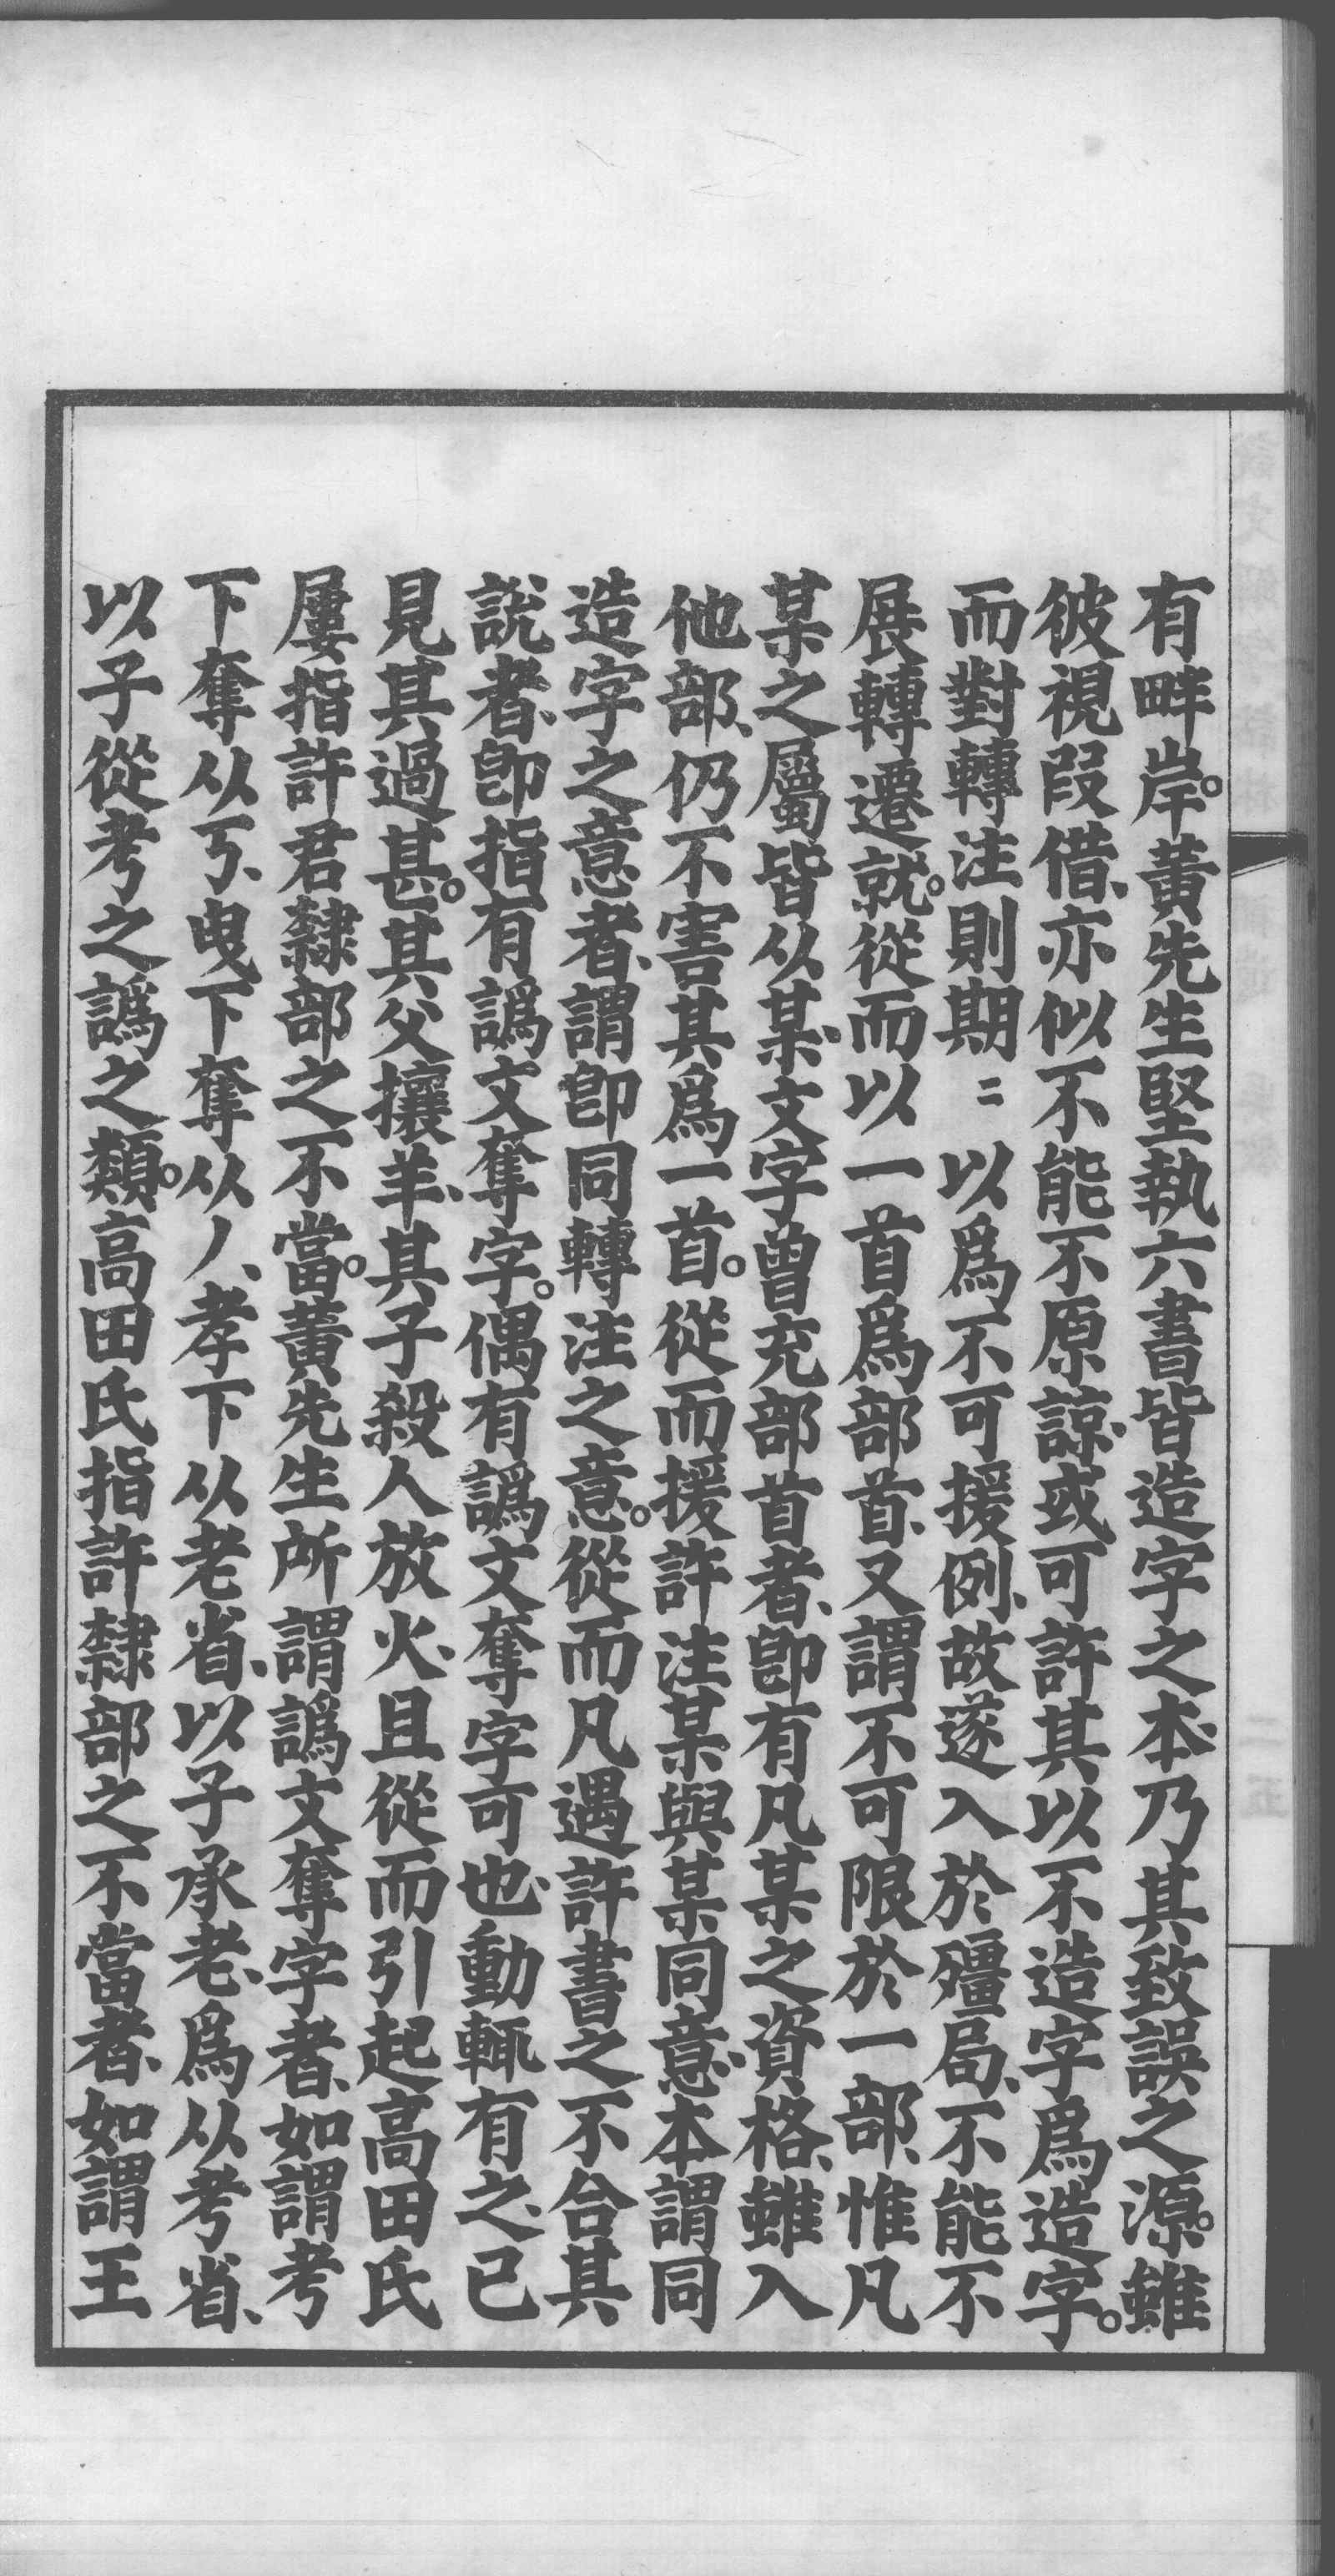 有畔岸。黃先生堅執六書皆造字之本、乃其致誤之源。雖
彼視叚借、亦似不能不原諒、或可許其以不造字爲造字。
而對轉注則期期以爲不可援例、故遂入於殭局、不能不
展轉遷就。從而以一首爲部首、又謂不可限於一部、惟凡
某之屬皆从某、文字曾充部首者、卽有凡某之資格、雖入
他部、仍不害其爲一首。從而援許注某與某同意、本謂同
造字之意者、謂卽同轉注之意。從而凡遇許書之不合其
說者、卽指有譌文奪字。偶有譌文奪字可也、動輒有之、已
見其過甚。其父攘羊、其子殺人放火、且從而引起高田氏
屢指許君隸部之不當。黃先生所謂譌文奪字者、如謂考
下奪从丂、曳下奪从丿、孝下从老省、以子承老、爲从考省、
以子從考之譌之類。高田氏指許隸部之不當者、如謂王